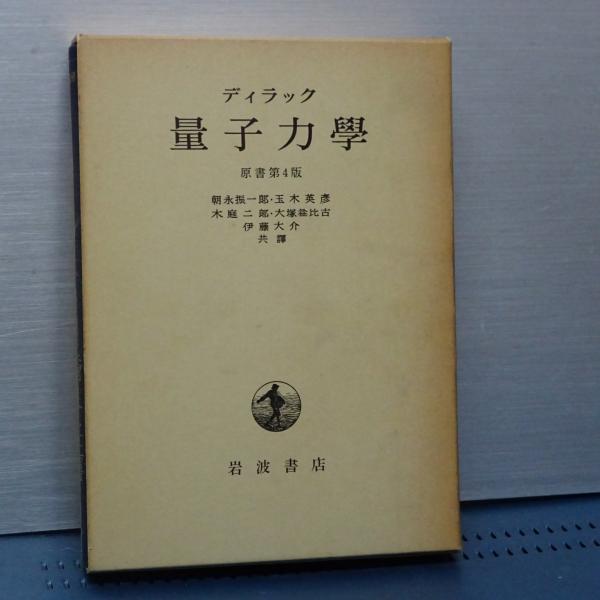 ディラック
量子力學
原書第4版
朝永振一郎・玉木英彦
木庭二郎・大塚益比古
伊藤大介
共譯
岩波書店